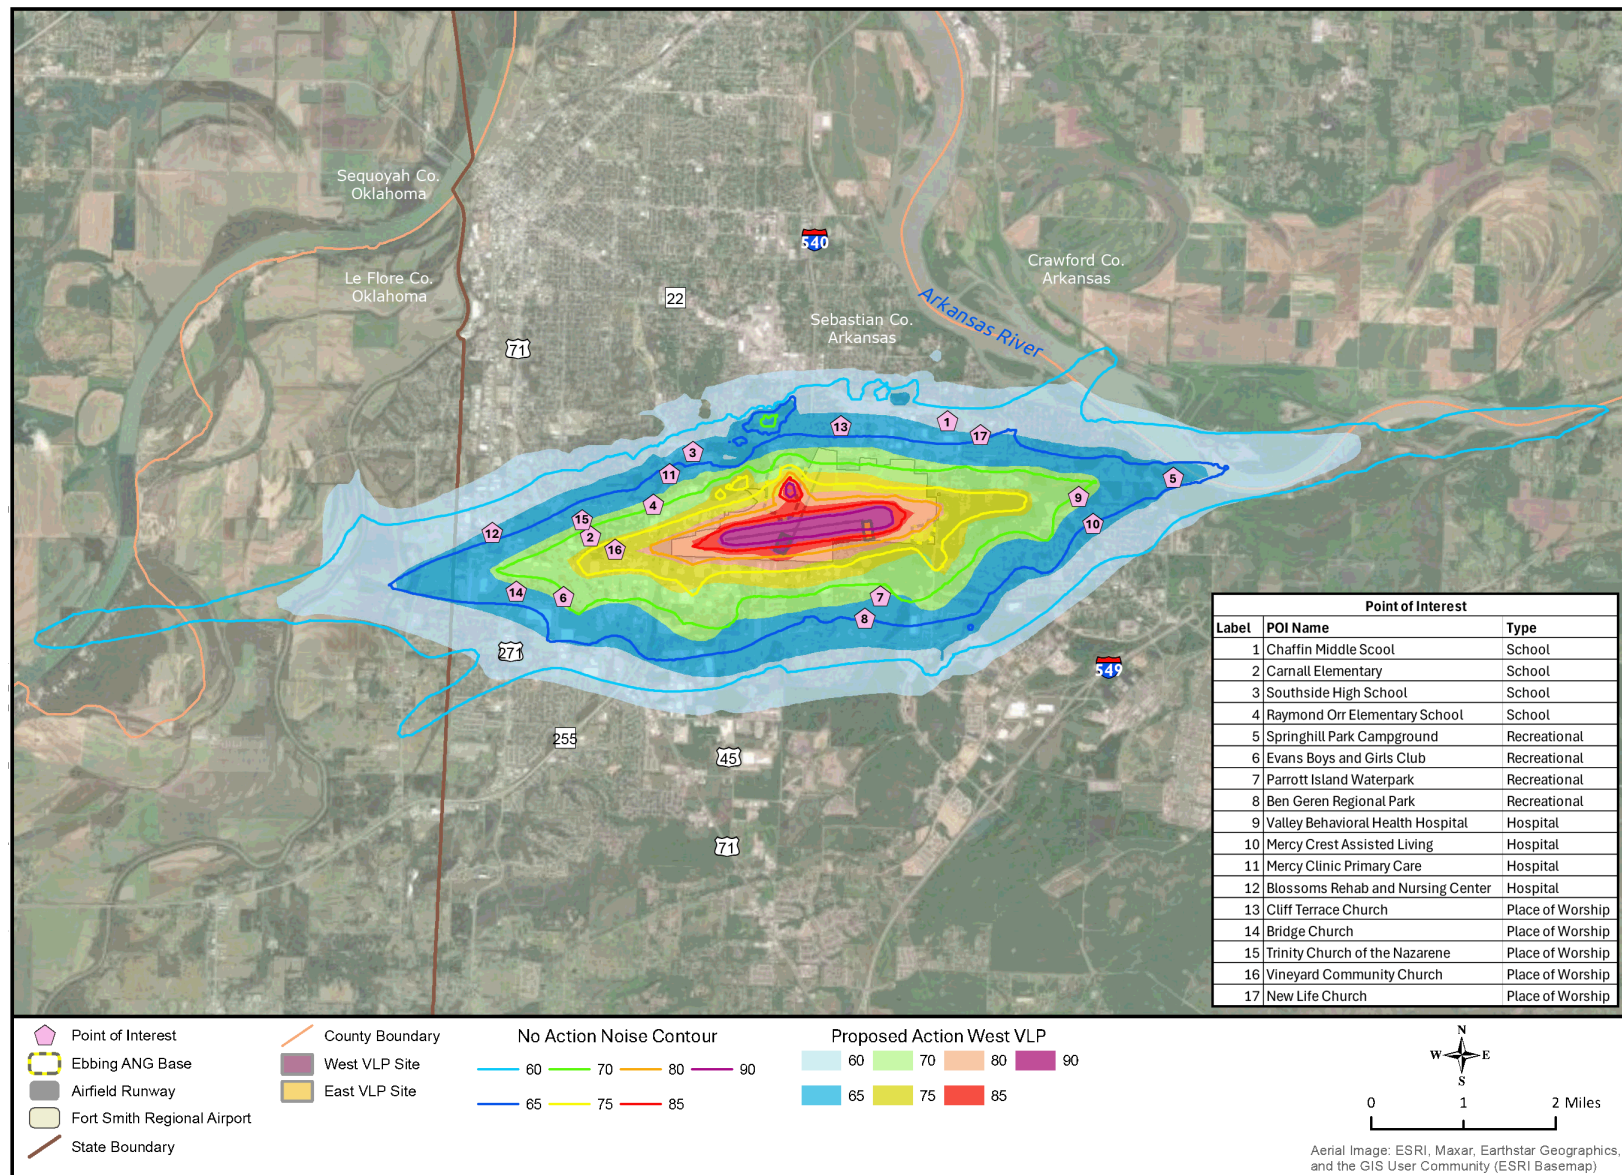 Sequoyah Co.
Oklahoma
540
Le Flore Co.
Oklahoma
Crawford Co.
Arkansas
22
Arkansas River
Sebastian Co.
Arkansas
71
13
1
17
3
11
5
9
4
15
12
2
10
16
14
6
7
8
271
549
255
45
71
Point of Interest
Label POI Name Type
1 Chaffin Middle Scool School
2 Carnall Elementary School
3 Southside High School School
4 Raymond Orr Elementary School School
5 Springhill Park Campground Recreational
6 Evans Boys and Girls Club Recreational
7 Parrott Island Waterpark Recreational
8 Ben Geren Regional Park Recreational
9 Valley Behavioral Health Hospital Hospital
10 Mercy Crest Assisted Living Hospital
11 Mercy Clinic Primary Care Hospital
12 Blossoms Rehab and Nursing Center Hospital
13 Cliff Terrace Church Place of Worship
14 Bridge Church Place of Worship
15 Trinity Church of the Nazarene Place of Worship
16 Vineyard Community Church Place of Worship
17 New Life Church Place of Worship
Point of Interest
Ebbing ANG Base
Airfield Runway
Fort Smith Regional Airport
State Boundary
County Boundary
West VLP Site
East VLP Site
No Action Noise Contour
60 70 80 90
65 75 85
Proposed Action West VLP
60 70 80 90
65 75 85
N
W E
S
0 1 2 Miles
Aerial Image: ESRI, Maxar, Earthstar Geographics,
and the GIS User Community (ESRI Basemap)